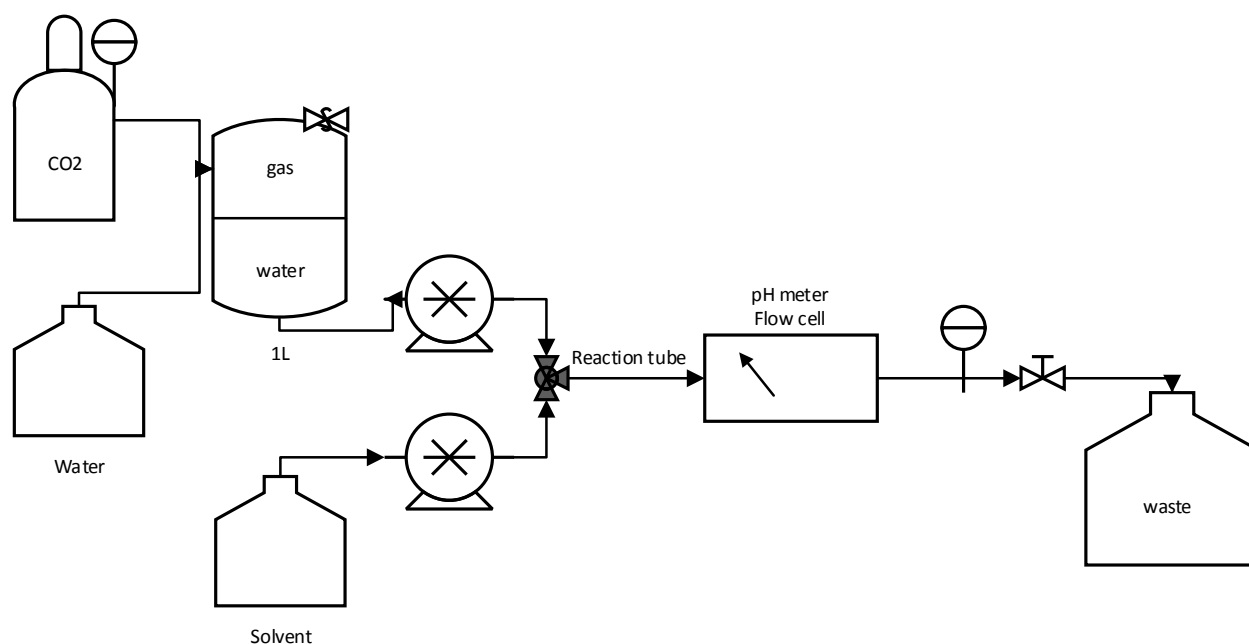 CO2
gas
water
1L
Water
Solvent
Reaction tube
pH meter
Flow cell
waste